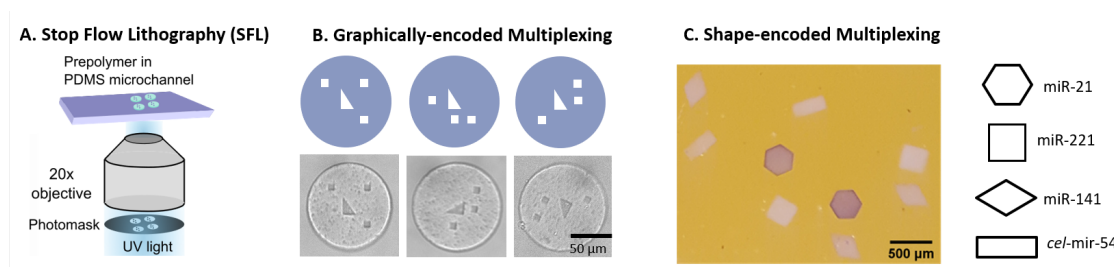 A. Stop Flow Lithography (SFL)
Prepolymer in
PDMS microchannel
20x
objective
Photomask
UV light
B. Graphically-encoded Multiplexing
50 μm
C. Shape-encoded Multiplexing
500 μm
miR-21
miR-221
miR-141
cel-mir-54